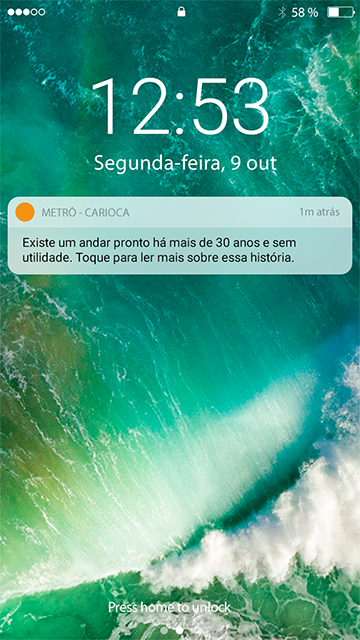 58 %
12:53
Segunda-feira, 9 out
METRÔ - CARIOCA 1m atrás
Existe um andar pronto há mais de 30 anos e sem
utilidade. Toque para ler mais sobre essa história.
Press home to unlock